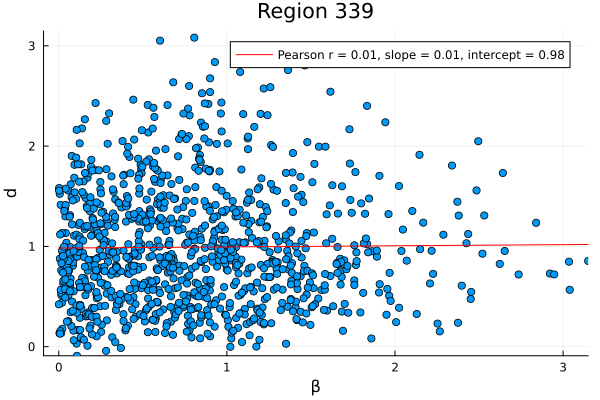 Region 339
Pearson r = 0.01, slope = 0.01, intercept = 0.98
3
2
1
0
d
0 1 2 3
β